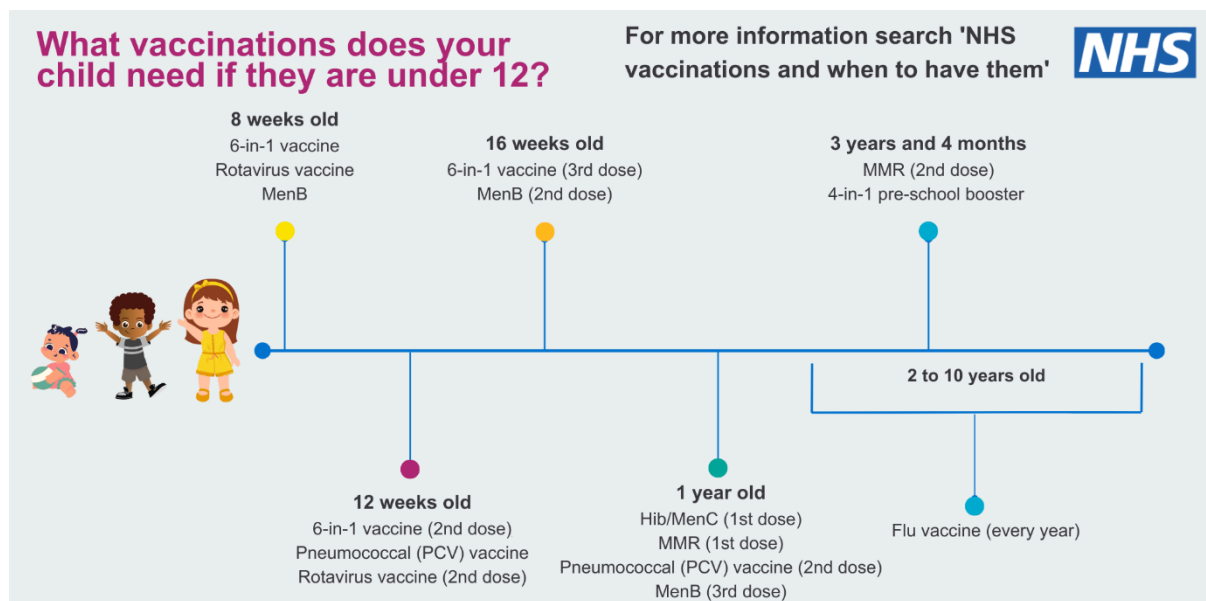 What vaccinations does your
child need if they are under 12?
For more information search 'NHS
vaccinations and when to have them'
NHS
8 weeks old
6-in-1 vaccine
Rotavirus vaccine
MenB
16 weeks old
6-in-1 vaccine (3rd dose)
MenB (2nd dose)
3 years and 4 months
MMR (2nd dose)
4-in-1 pre-school booster
2 to 10 years old
12 weeks old
6-in-1 vaccine (2nd dose)
Pneumococcal (PCV) vaccine
Rotavirus vaccine (2nd dose)
1 year old
Hib/MenC (1st dose)
MMR (1st dose)
Pneumococcal (PCV) vaccine (2nd dose)
MenB (3rd dose)
Flu vaccine (every year)